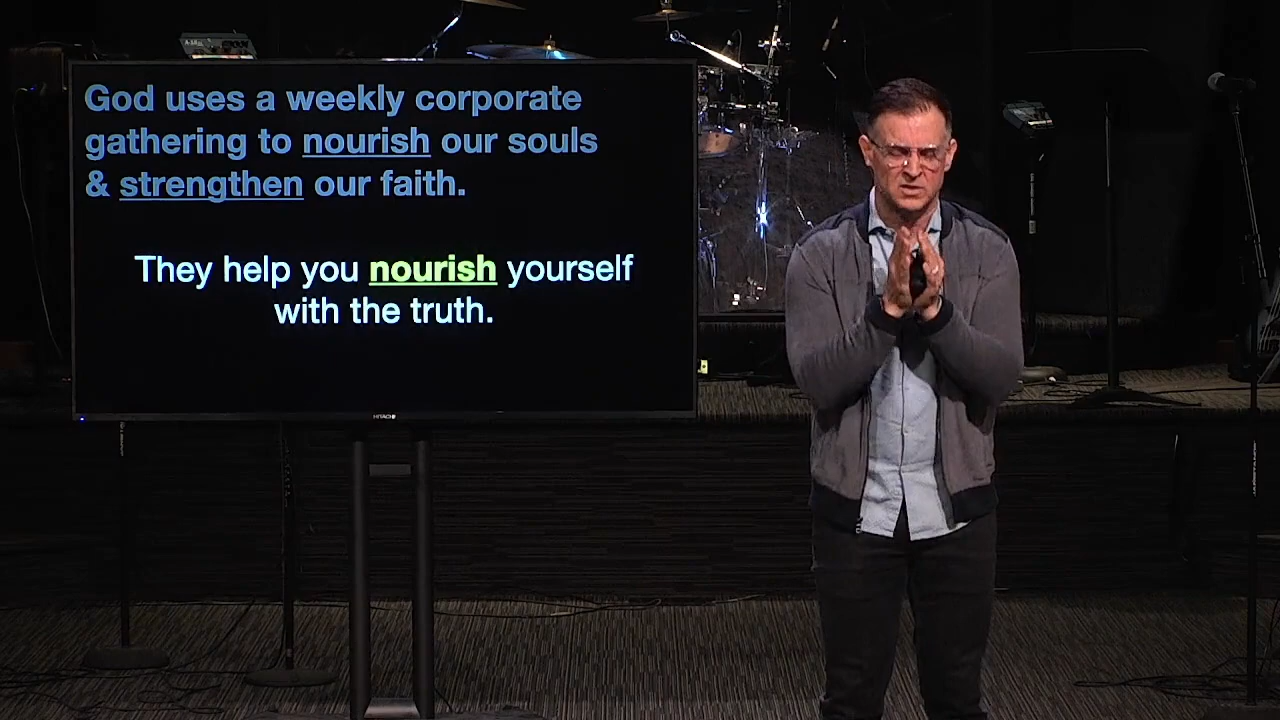 God uses a weekly corporate
gathering to nourish our souls
& strengthen our faith.
They help you nourish yourself
with the truth.
HITACHI